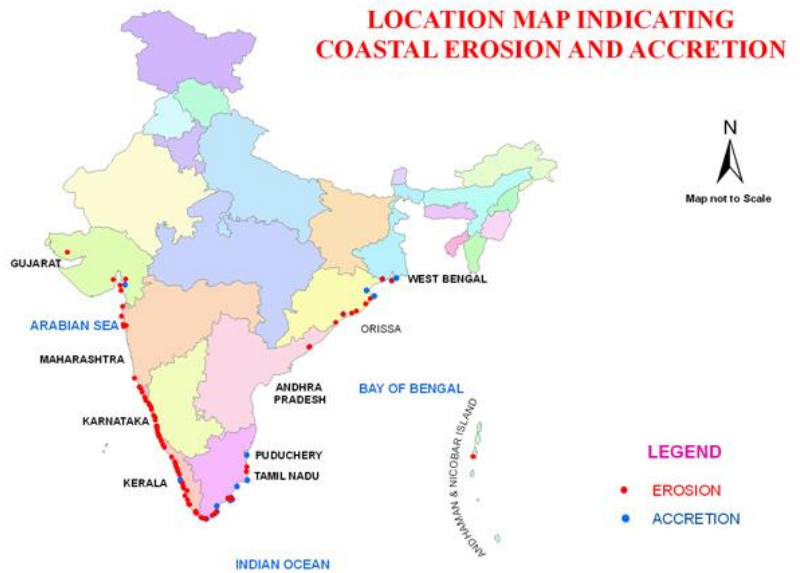 LOCATION MAP INDICATING
COASTAL EROSION AND ACCRETION
N
Map not to Scale
GUJARAT
WEST BENGAL
ARABIAN SEA
ORISSA
MAHARASHTRA
ANDHRA
PRADESH
BAY OF BENGAL
KARNATAKA
ANDHAMAN & NICOBAR ISLAND
PUDUCHERY
LEGEND
KERALA
TAMIL NADU
EROSION
ACCRETION
INDIAN OCEAN